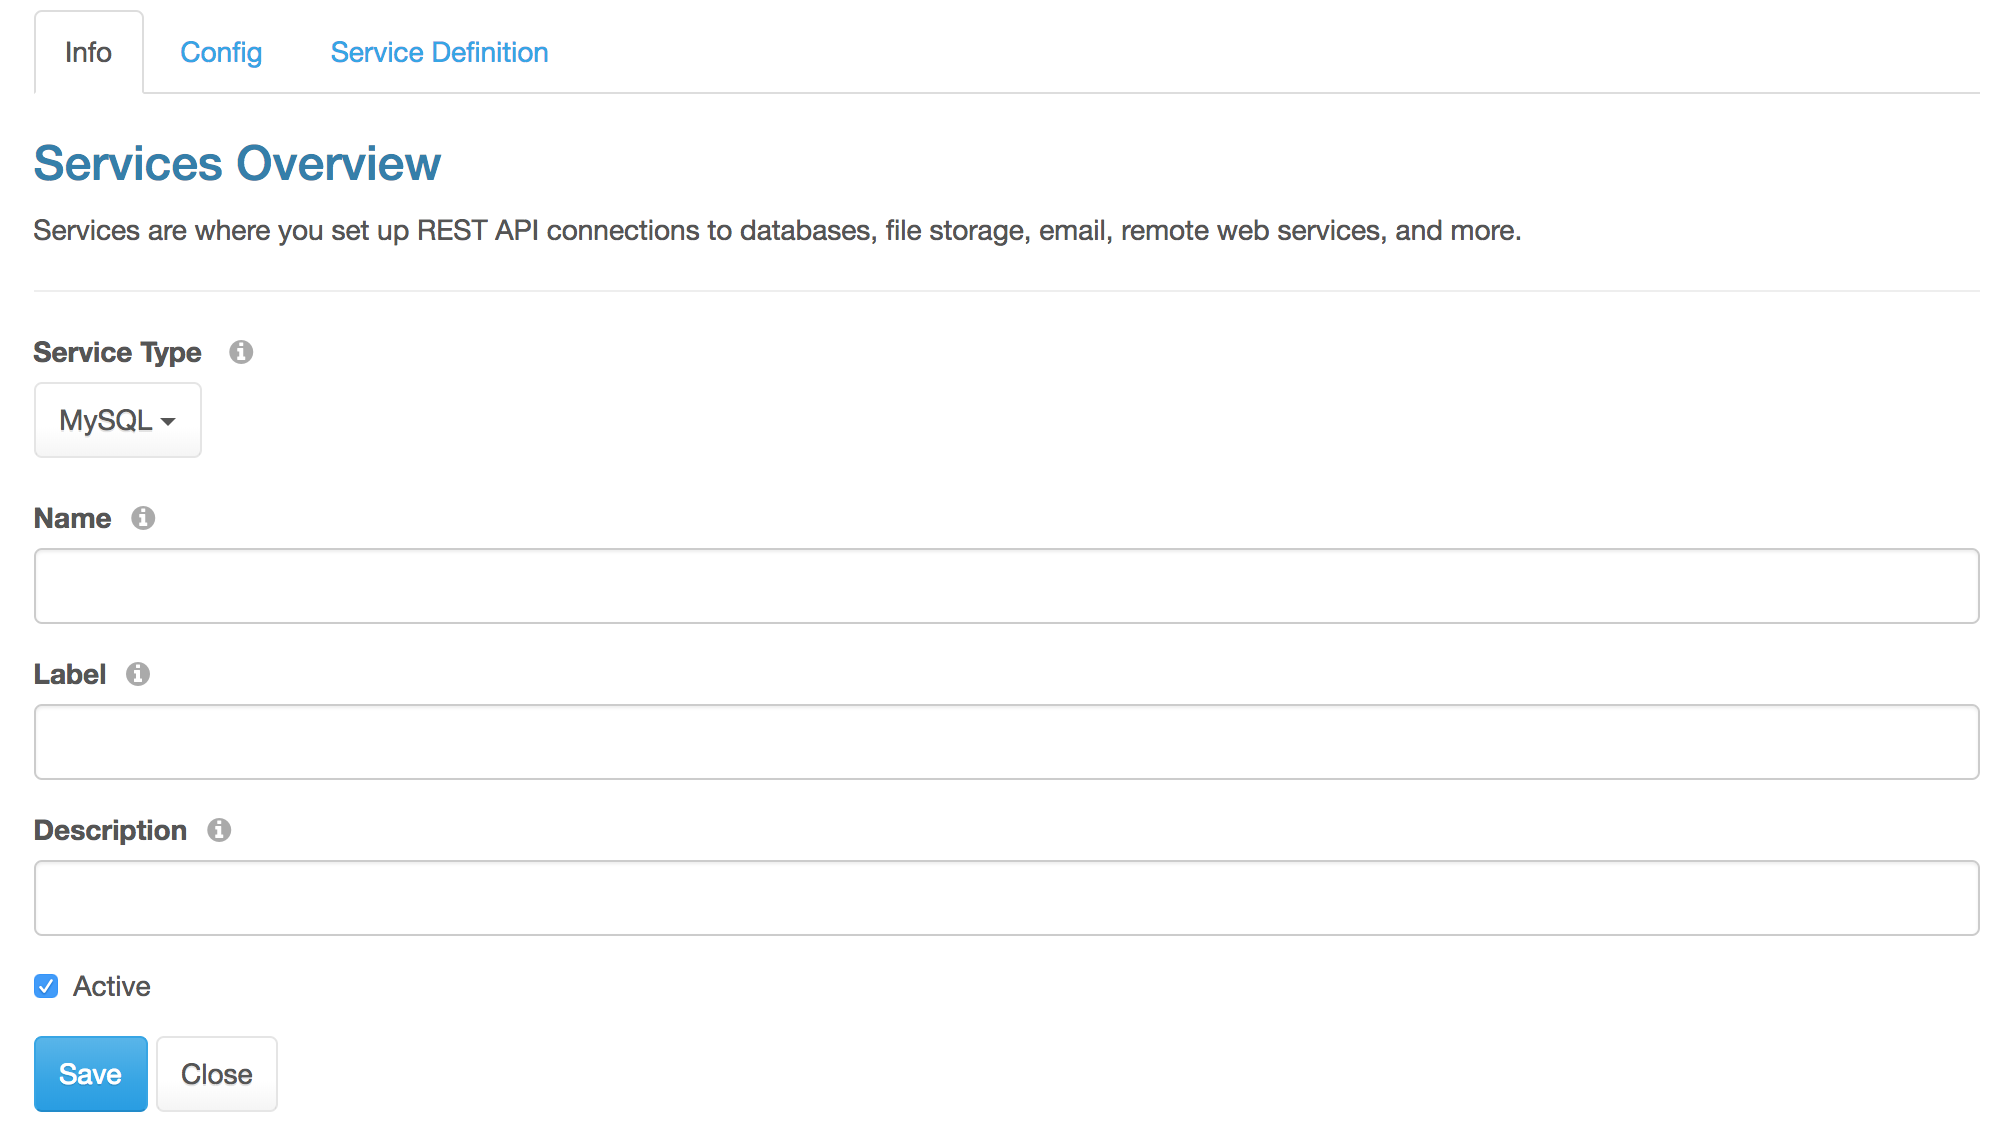 Info Config Service Definition
Services Overview
Services are where you set up REST API connections to databases, file storage, email, remote web services, and more.
Service Type
MySQL
Name
Label
Description
Active
Save Close